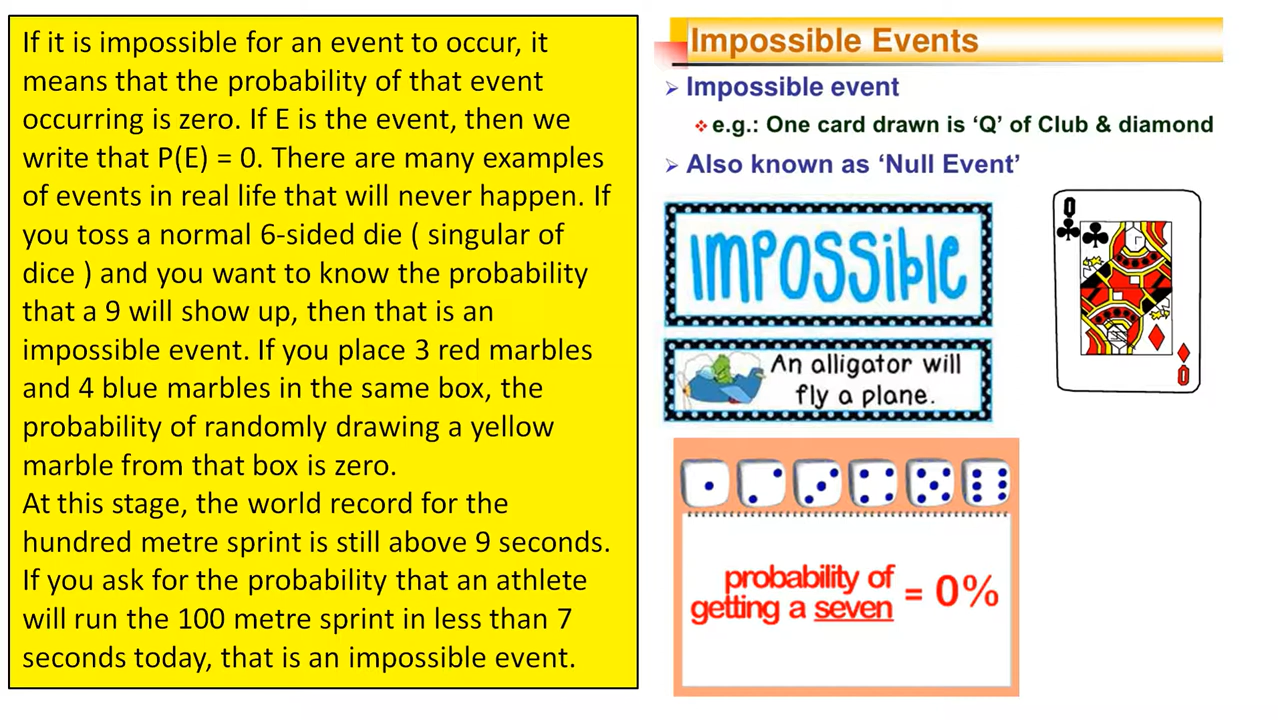 If it is impossible for an event to occur, it
means that the probability of that event
occurring is zero. If E is the event, then we
write that P(E) = 0. There are many examples
of events in real life that will never happen. If
you toss a normal 6-sided die ( singular of
dice ) and you want to know the probability
that a 9 will show up, then that is an
impossible event. If you place 3 red marbles
and 4 blue marbles in the same box, the
probability of randomly drawing a yellow
marble from that box is zero.
At this stage, the world record for the
hundred metre sprint is still above 9 seconds.
If you ask for the probability that an athlete
will run the 100 metre sprint in less than 7
seconds today, that is an impossible event.
Impossible Events
Impossible event
e.g.: One card drawn is ‘Q’ of Club & diamond
Also known as ‘Null Event’
Q
Q
IMPOSSiblE
An alligator will
fly a plane.
probability of
getting a seven = 0%